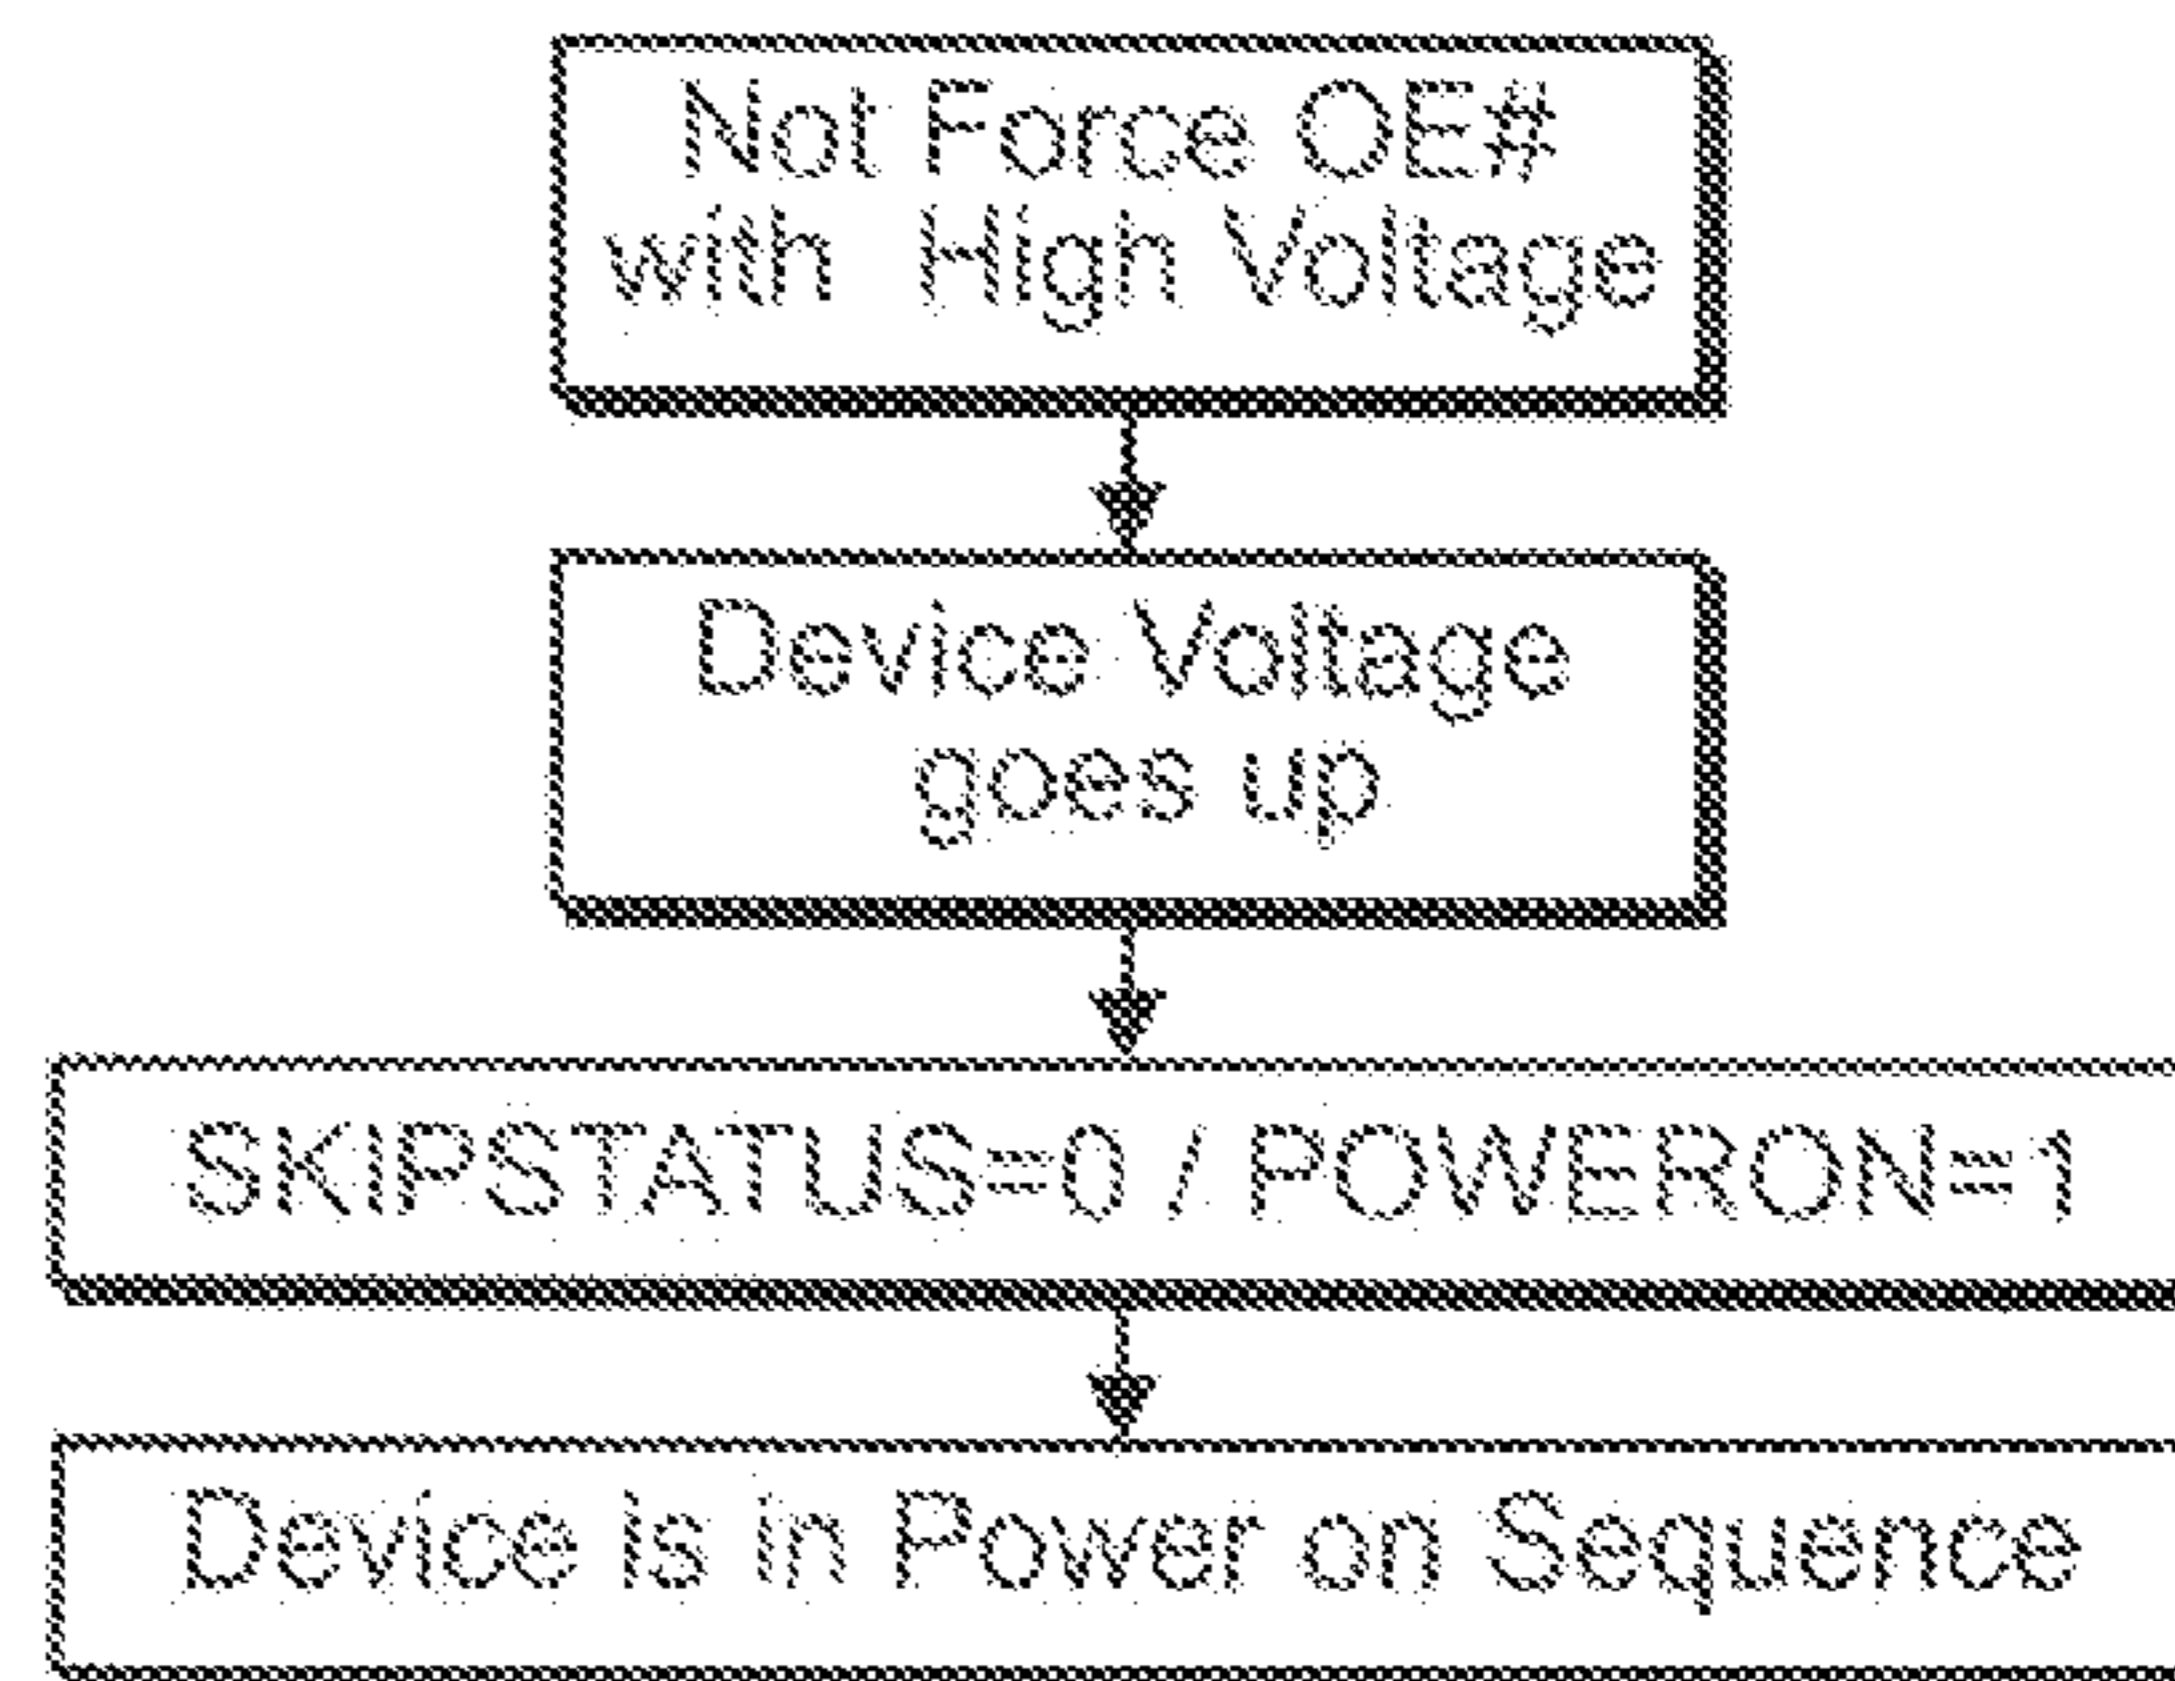 Not Force OE#
with High Voltage
Device Voltage
goes up
SKIPSTATUS=0 / POWERON=1
Device is in Power on Sequence